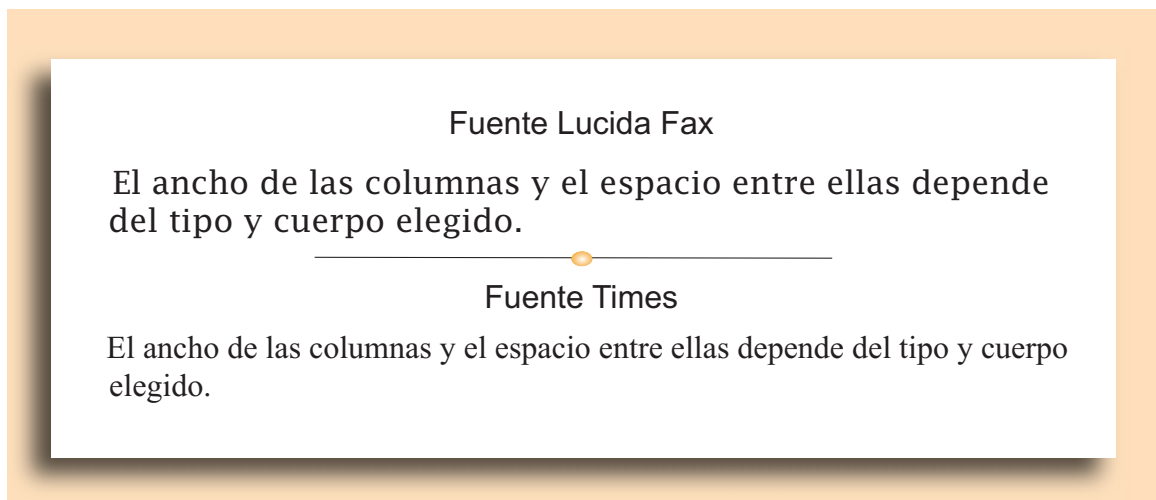 Fuente Lucida Fax
El ancho de las columnas y el espacio entre ellas depende
del tipo y cuerpo elegido.
Fuente Times
El ancho de las columnas y el espacio entre ellas depende del tipo y cuerpo
elegido.